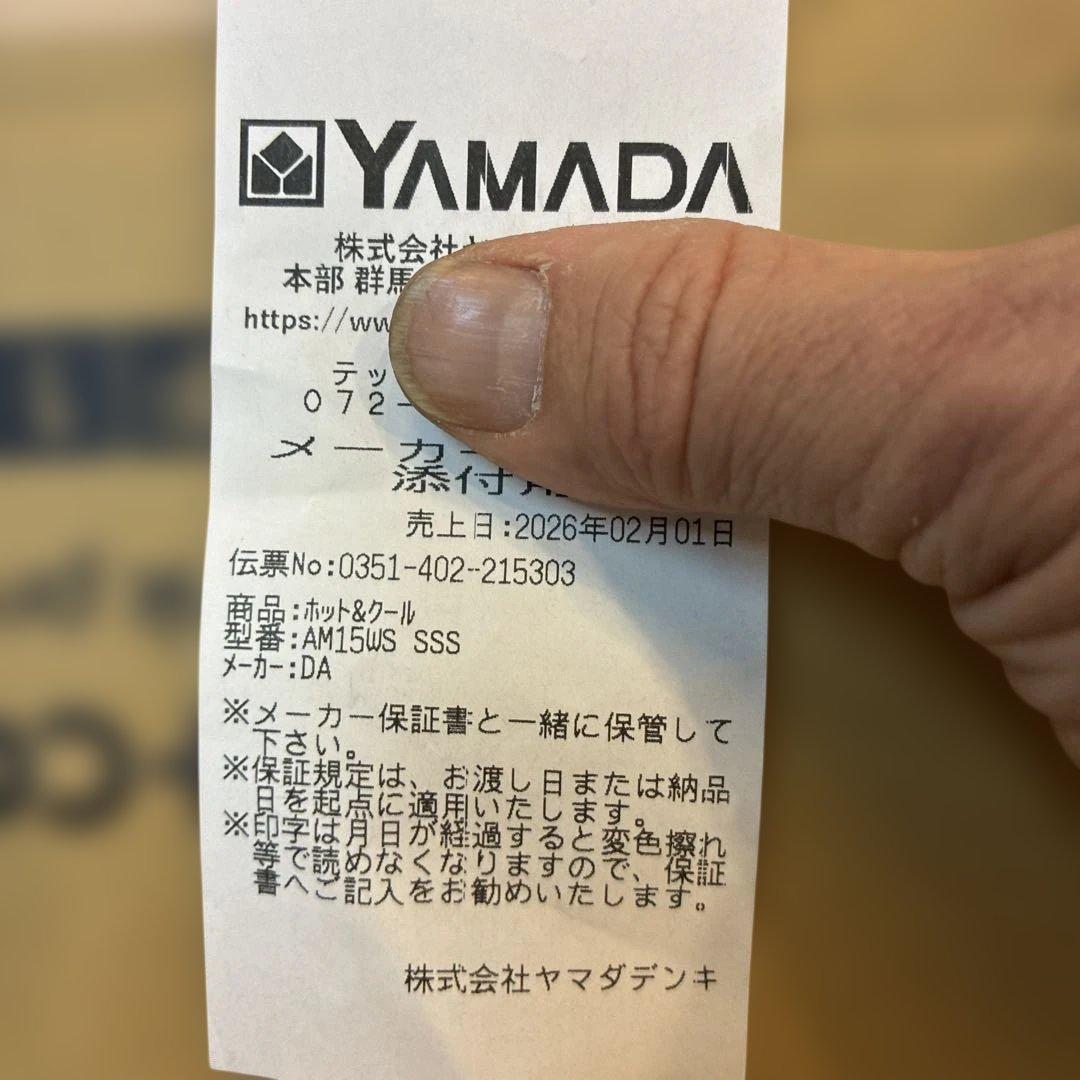 YAMADA
株式会社
本部 群馬
https://ww
テッ
072-
メーカー
添付
売上日:2026年02月01日
伝票No:0351-402-215303
商品:ホット&クール
型番:AM15WS SSS
メーカー:DA
※メーカー保証書と一緒に保管して
下さい。
※保証規定は、お渡し日または納品
日を起点に適用いたします。
※印字は月日が経過すると変色擦れ
等で読めなくなりますので、保証
書へご記入をお勧めいたします。
株式会社ヤマダデンキ